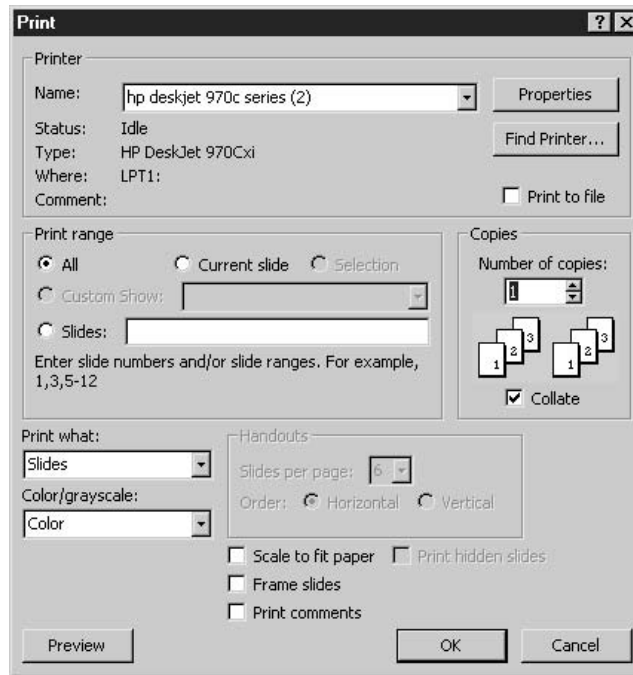 Print
Printer
Name: hp deskjet 970c series (2) Properties
Status: Idle
Find Printer...
Type: HP DeskJet 970Cxi
Where: LPT1:
Comment: Print to file
Print range
All Current slide Selection
Custom Show:
Slides:
Enter slide numbers and/or slide ranges. For example,
1,3,5-12
Copies
Number of copies:
1
1 2 3 1 2 3
Collate
Print what:
Slides
Color/grayscale:
Color
Handouts
Slides per page: 6
Order: Horizontal Vertical
Scale to fit paper Print hidden slides
Frame slides
Print comments
Preview OK Cancel